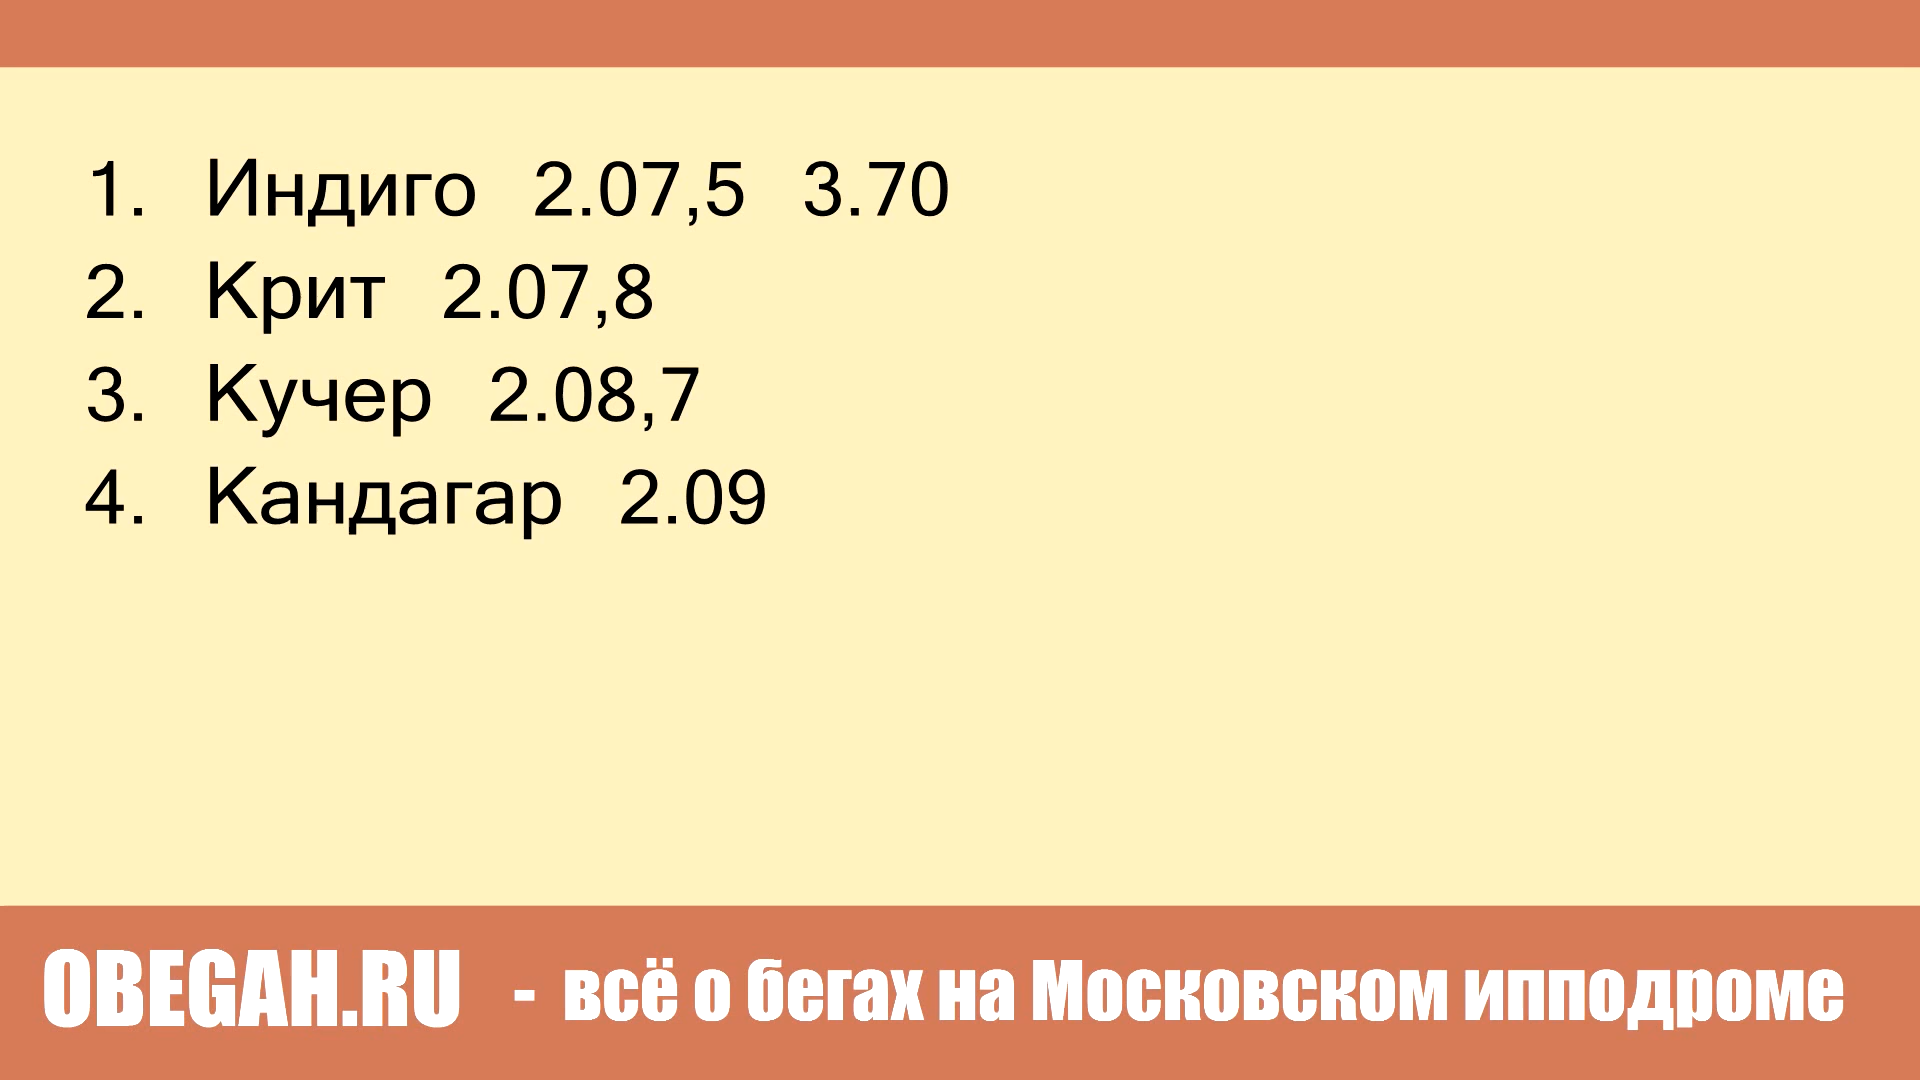 1. Индиго 2.07,5 3.70
2. Крит 2.07,8
3. Кучер 2.08,7
4. Кандагар 2.09
OBEGAH.RU - всё о бегах на Московском ипподроме